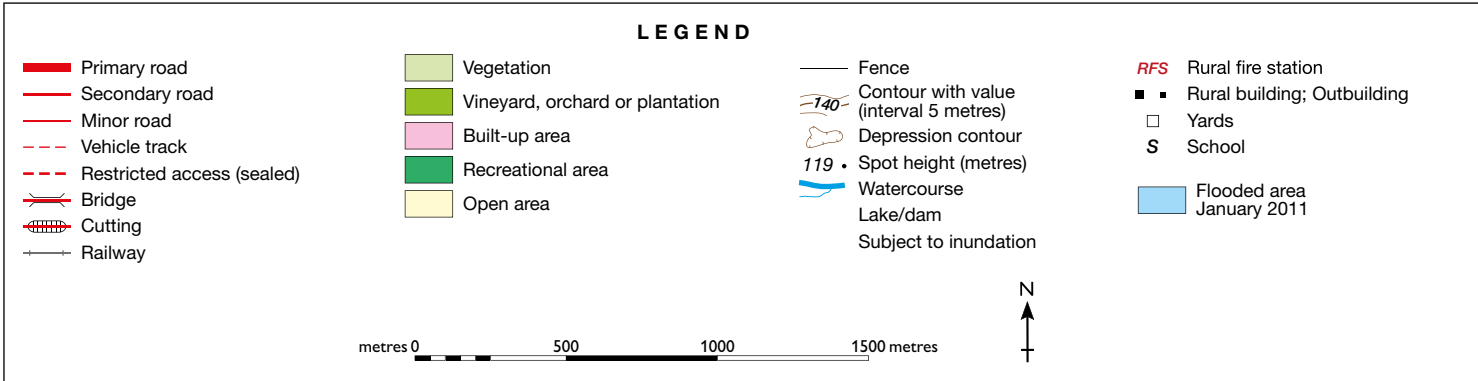 LEGEND
Primary road
Secondary road
Minor road
Vehicle track
Restricted access (sealed)
Bridge
Cutting
Railway
Vegetation
Vineyard, orchard or plantation
Built-up area
Recreational area
Open area
Fence
140 Contour with value
(interval 5 metres)
Depression contour
119 Spot height (metres)
Watercourse
Lake/dam
Subject to inundation
RFS Rural fire station
Rural building; Outbuilding
Yards
S School
Flooded area
January 2011
N
metres 0 500 1000 1500 metres